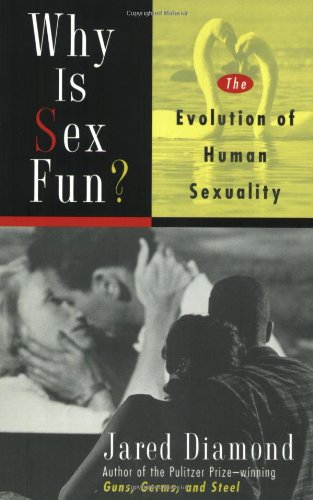 Why
Is
Sex
Fun?
The
Evolution of
Human
Sexuality
Jared Diamond
Author of the Pulitzer Prize–winning
Guns, Germs, and Steel